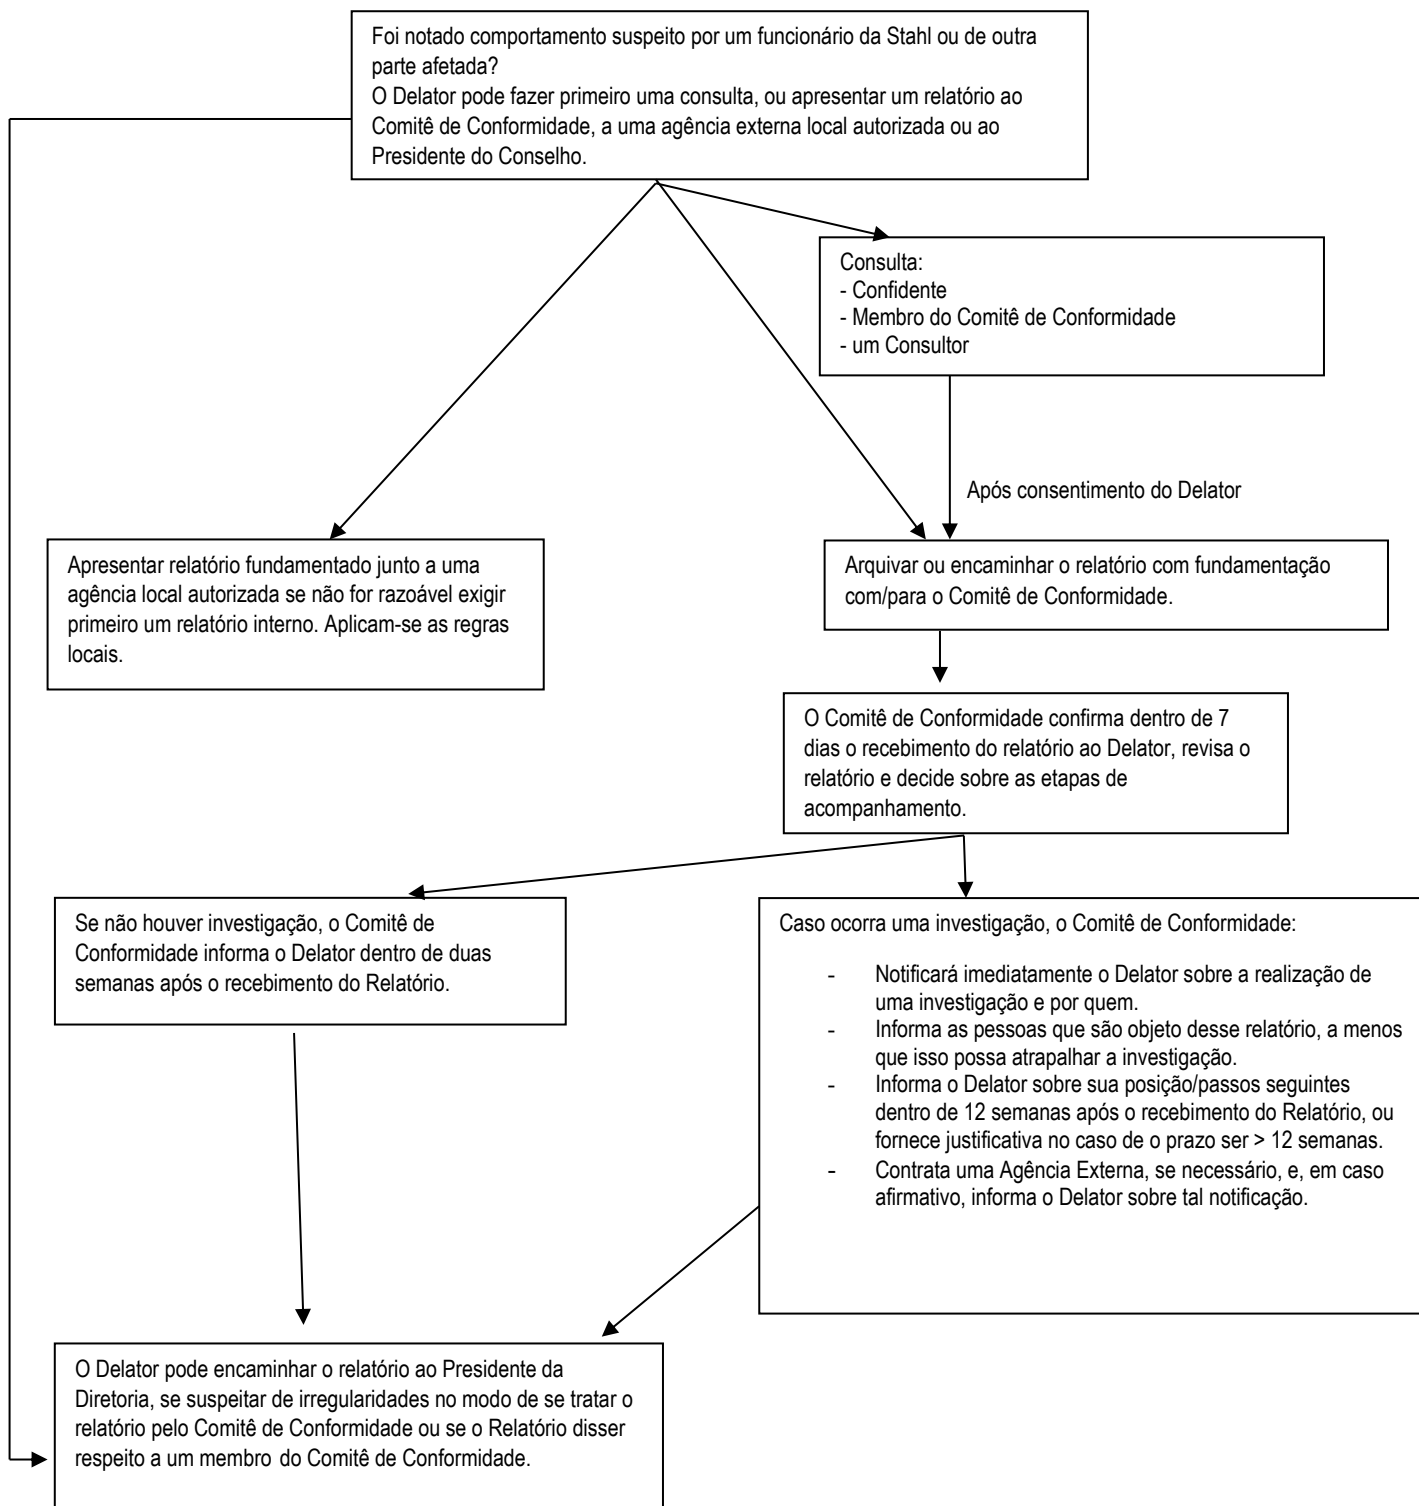 Foi notado comportamento suspeito por um funcionário da Stahl ou de outra
parte afetada?
O Delator pode fazer primeiro uma consulta, ou apresentar um relatório ao
Comitê de Conformidade, a uma agência externa local autorizada ou ao
Presidente do Conselho.
Consulta:
- Confidente
- Membro do Comitê de Conformidade
- um Consultor
Após consentimento do Delator
Apresentar relatório fundamentado junto a uma
agência local autorizada se não for razoável exigir
primeiro um relatório interno. Aplicam-se as regras
locais.
Arquivar ou encaminhar o relatório com fundamentação
com/para o Comitê de Conformidade.
O Comitê de Conformidade confirma dentro de 7
dias o recebimento do relatório ao Delator, revisa o
relatório e decide sobre as etapas de
acompanhamento.
Se não houver investigação, o Comitê de
Conformidade informa o Delator dentro de duas
semanas após o recebimento do Relatório.
Caso ocorra uma investigação, o Comitê de Conformidade:
- Notificará imediatamente o Delator sobre a realização de
uma investigação e por quem.
- Informa as pessoas que são objeto desse relatório, a menos
que isso possa atrapalhar a investigação.
- Informa o Delator sobre sua posição/passos seguintes
dentro de 12 semanas após o recebimento do Relatório, ou
fornece justificativa no caso de o prazo ser > 12 semanas.
- Contrata uma Agência Externa, se necessário, e, em caso
afirmativo, informa o Delator sobre tal notificação.
O Delator pode encaminhar o relatório ao Presidente da
Diretoria, se suspeitar de irregularidades no modo de se tratar o
relatório pelo Comitê de Conformidade ou se o Relatório disser
respeito a um membro do Comitê de Conformidade.